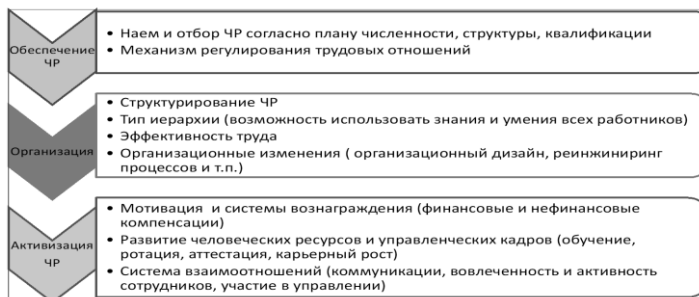 Обеспечение
ЧР
• Наем и отбор ЧР согласно плану численности, структуры, квалификации
• Механизм регулирования трудовых отношений
Организация
• Структурирование ЧР
• Тип иерархии (возможность использовать знания и умения всех работников)
• Эффективность труда
• Организационные изменения ( организационный дизайн, реинжиниринг
процессов и т.п.)
Активизация
ЧР
• Мотивация и системы вознаграждения (финансовые и нефинансовые
компенсации)
• Развитие человеческих ресурсов и управленческих кадров (обучение,
ротация, аттестация, карьерный рост)
• Система взаимоотношений (коммуникации, вовлеченность и активность
сотрудников, участие в управлении)